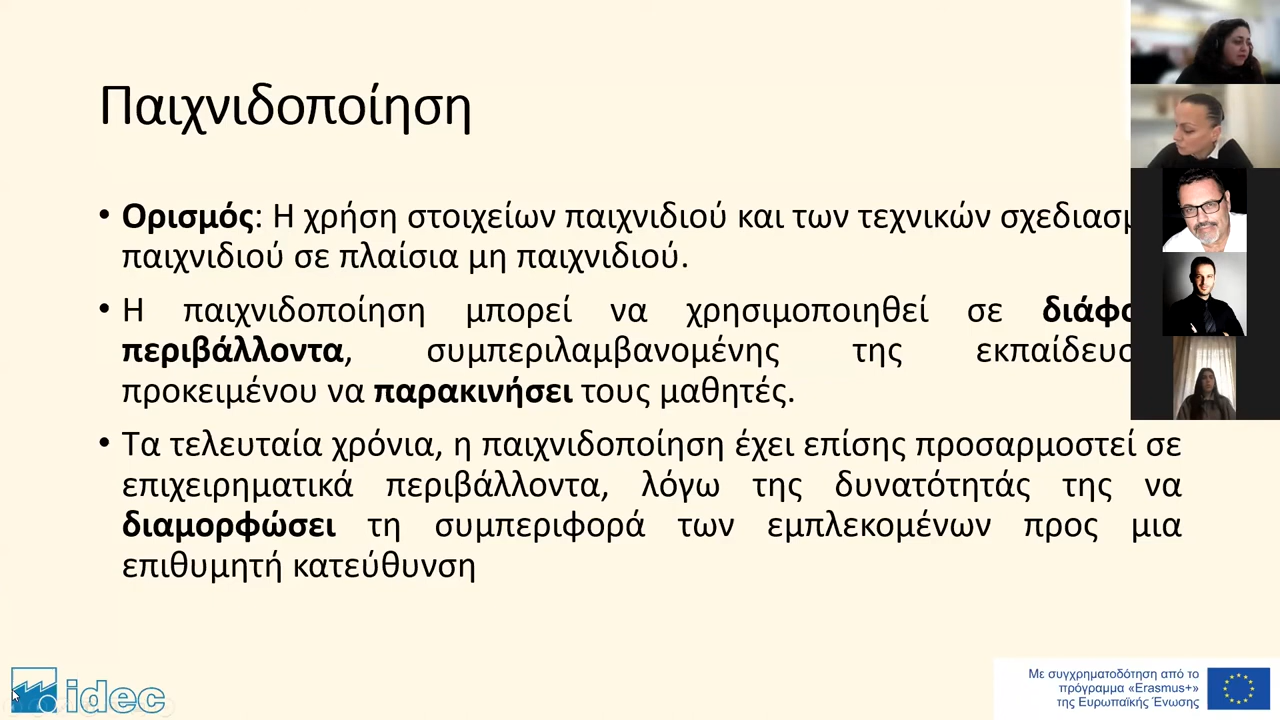 Παιχνιδοποίηση
• Ορισμός: Η χρήση στοιχείων παιχνιδιού και των τεχνικών
παιχνιδιού σε πλαίσια μη παιχνιδιού.
• Η παιχνιδοποίηση μπορεί να χρησιμοποιηθεί σε
περιβάλλοντα, συμπεριλαμβανομένης της
προκειμένου να παρακινήσει τους μαθητές.
• Τα τελευταία χρόνια, η παιχνιδοποίηση έχει επίσης προσαρμοστεί σε
επιχειρηματικά περιβάλλοντα, λόγω της δυνατότητάς της να
διαμορφώσει τη συμπεριφορά των εμπλεκομένων προς μια
επιθυμητή κατεύθυνση
idec
Με συγχρηματοδότηση από το
πρόγραμμα «Erasmus+»
της Ευρωπαϊκής Ένωσης